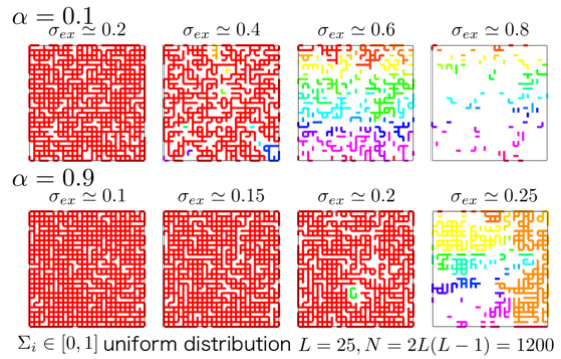 α = 0.1
σ_ex ≃ 0.2 σ_ex ≃ 0.4 σ_ex ≃ 0.6 σ_ex ≃ 0.8
α = 0.9
σ_ex ≃ 0.1 σ_ex ≃ 0.15 σ_ex ≃ 0.2 σ_ex ≃ 0.25
Σ_i ∈ [0, 1] uniform distribution L = 25, N = 2L(L − 1) = 1200